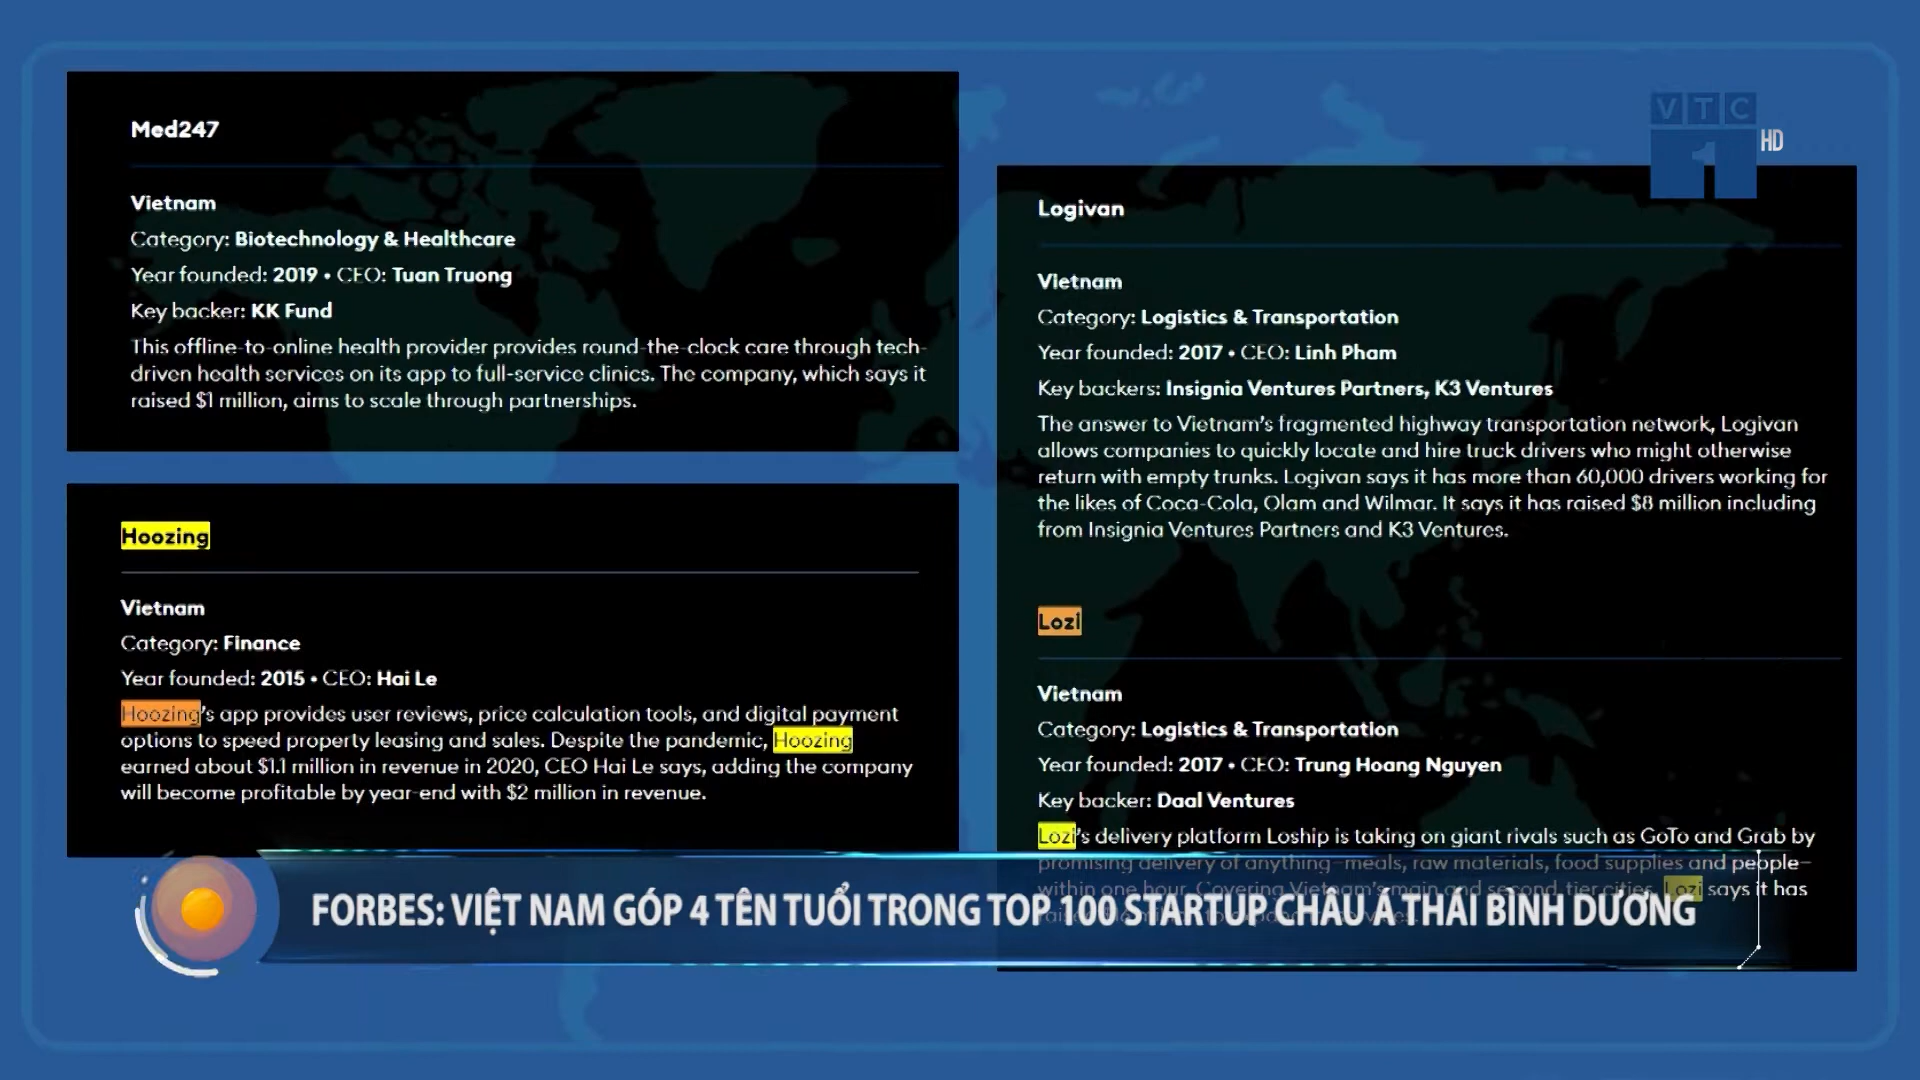 Med247
Vietnam
Category: Biotechnology & Healthcare
Year founded: 2019 • CEO: Tuan Truong
Key backer: KK Fund
This offline-to-online health provider provides round-the-clock care through tech-
driven health services on its app to full-service clinics. The company, which says it
raised $1 million, aims to scale through partnerships.
Hoozing
Vietnam
Category: Finance
Year founded: 2015 • CEO: Hai Le
Hoozing's app provides user reviews, price calculation tools, and digital payment
options to speed property leasing and sales. Despite the pandemic, Hoozing
earned about $1.1 million in revenue in 2020, CEO Hai Le says, adding the company
will become profitable by year-end with $2 million in revenue.
VTC
1 HD
Logivan
Vietnam
Category: Logistics & Transportation
Year founded: 2017 • CEO: Linh Pham
Key backers: Insignia Ventures Partners, K3 Ventures
The answer to Vietnam's fragmented highway transportation network, Logivan
allows companies to quickly locate and hire truck drivers who might otherwise
return with empty trunks. Logivan says it has more than 60,000 drivers working for
the likes of Coca-Cola, Olam and Wilmar. It says it has raised $8 million including
from Insignia Ventures Partners and K3 Ventures.
Lozi
Vietnam
Category: Logistics & Transportation
Year founded: 2017 • CEO: Trung Hoang Nguyen
Key backer: Daal Ventures
Lozi's delivery platform Loship is taking on giant rivals such as GoTo and Grab by
promising delivery of anything—meals, raw materials, food supplies and people—
within one hour. Covering Vietnam's main and second-tier cities, Lozi says it has
FORBES: VIỆT NAM GÓP 4 TÊN TUỔI TRONG TOP 100 STARTUP CHÂU Á THÁI BÌNH DƯƠNG